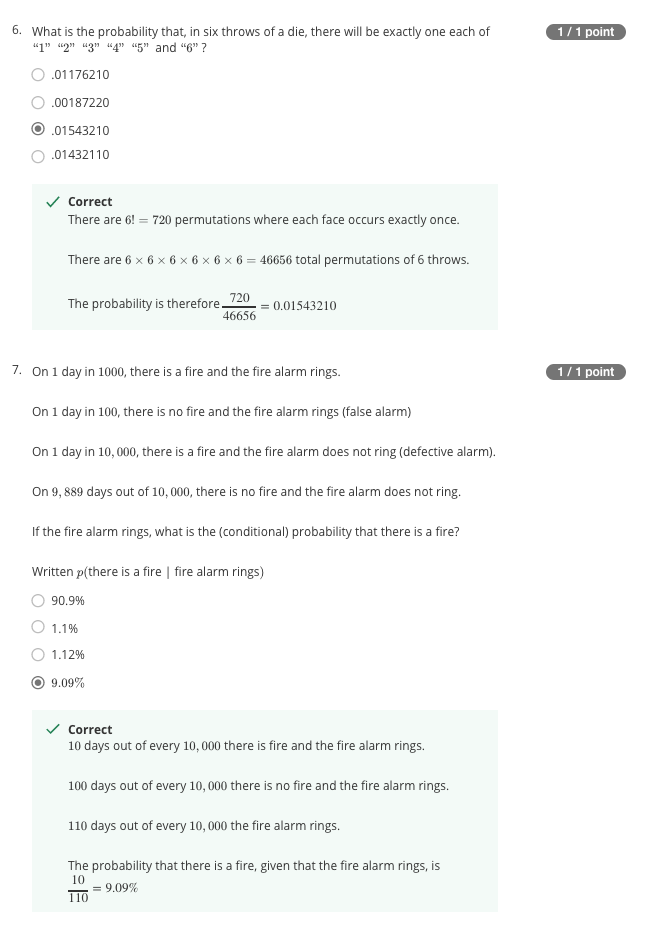 6. What is the probability that, in six throws of a die, there will be exactly one each of
“1” “2” “3” “4” “5” and “6” ?
1 / 1 point
.01176210
.00187220
.01543210
.01432110
Correct
There are 6! = 720 permutations where each face occurs exactly once.
There are 6 × 6 × 6 × 6 × 6 × 6 = 46656 total permutations of 6 throws.
The probability is therefore 720/46656 = 0.01543210
7. On 1 day in 1000, there is a fire and the fire alarm rings.
1 / 1 point
On 1 day in 100, there is no fire and the fire alarm rings (false alarm)
On 1 day in 10, 000, there is a fire and the fire alarm does not ring (defective alarm).
On 9, 889 days out of 10, 000, there is no fire and the fire alarm does not ring.
If the fire alarm rings, what is the (conditional) probability that there is a fire?
Written p(there is a fire | fire alarm rings)
90.9%
1.1%
1.12%
9.09%
Correct
10 days out of every 10, 000 there is fire and the fire alarm rings.
100 days out of every 10, 000 there is no fire and the fire alarm rings.
110 days out of every 10, 000 the fire alarm rings.
The probability that there is a fire, given that the fire alarm rings, is
10/110 = 9.09%